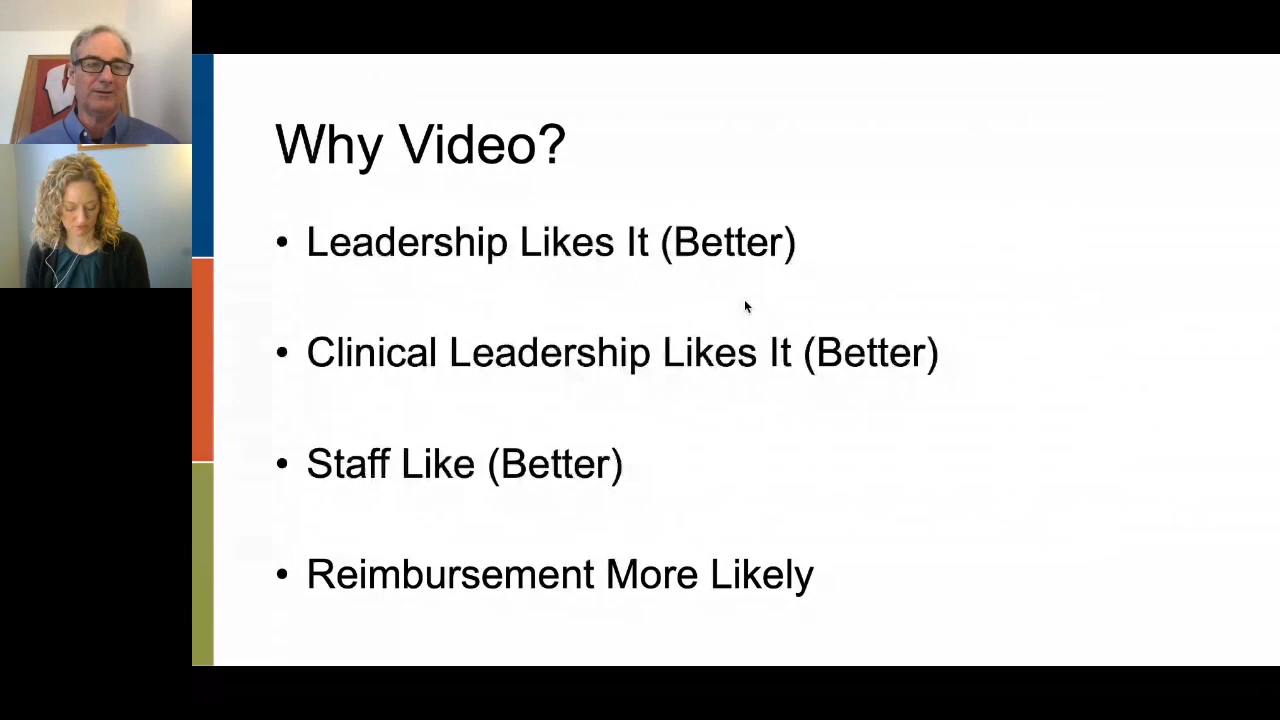 Why Video?
• Leadership Likes It (Better)
• Clinical Leadership Likes It (Better)
• Staff Like (Better)
• Reimbursement More Likely